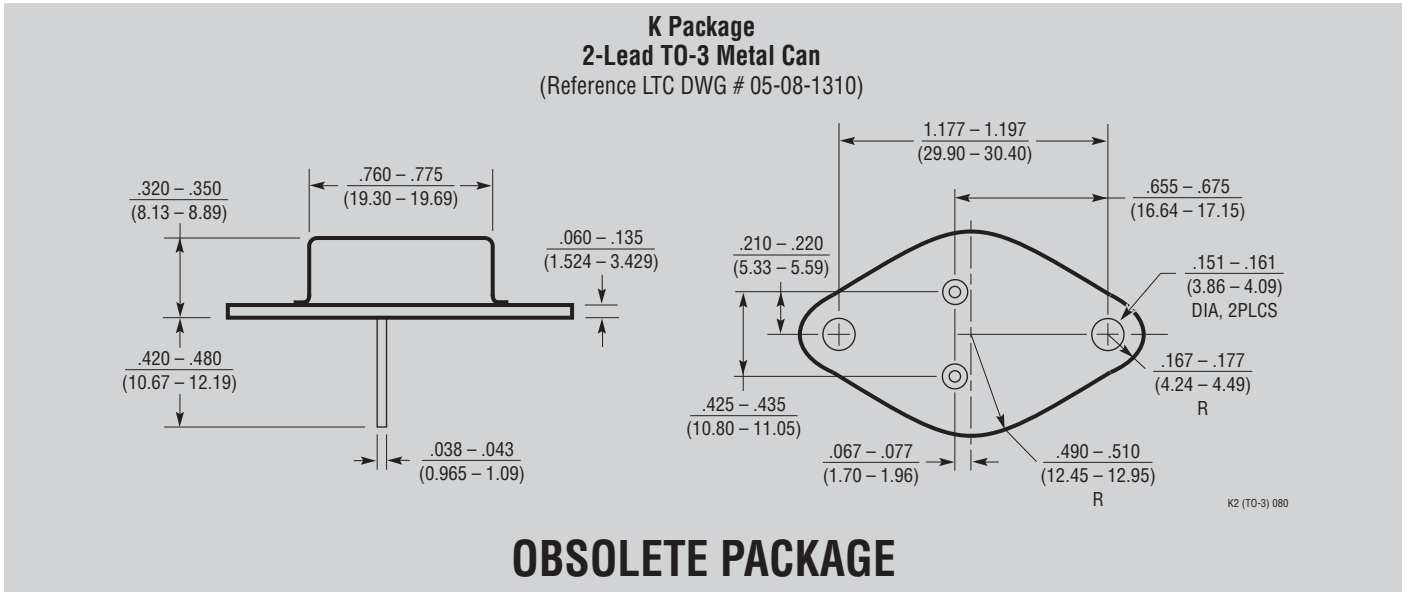 K Package
2-Lead TO-3 Metal Can
(Reference LTC DWG # 05-08-1310)
.320 – .350
(8.13 – 8.89)
.760 – .775
(19.30 – 19.69)
.060 – .135
(1.524 – 3.429)
.420 – .480
(10.67 – 12.19)
.038 – .043
(0.965 – 1.09)
1.177 – 1.197
(29.90 – 30.40)
.655 – .675
(16.64 – 17.15)
.210 – .220
(5.33 – 5.59)
.151 – .161
(3.86 – 4.09)
DIA, 2PLCS
.167 – .177
(4.24 – 4.49)
R
.425 – .435
(10.80 – 11.05)
.067 – .077
(1.70 – 1.96)
.490 – .510
(12.45 – 12.95)
R
K2 (TO-3) 080
OBSOLETE PACKAGE